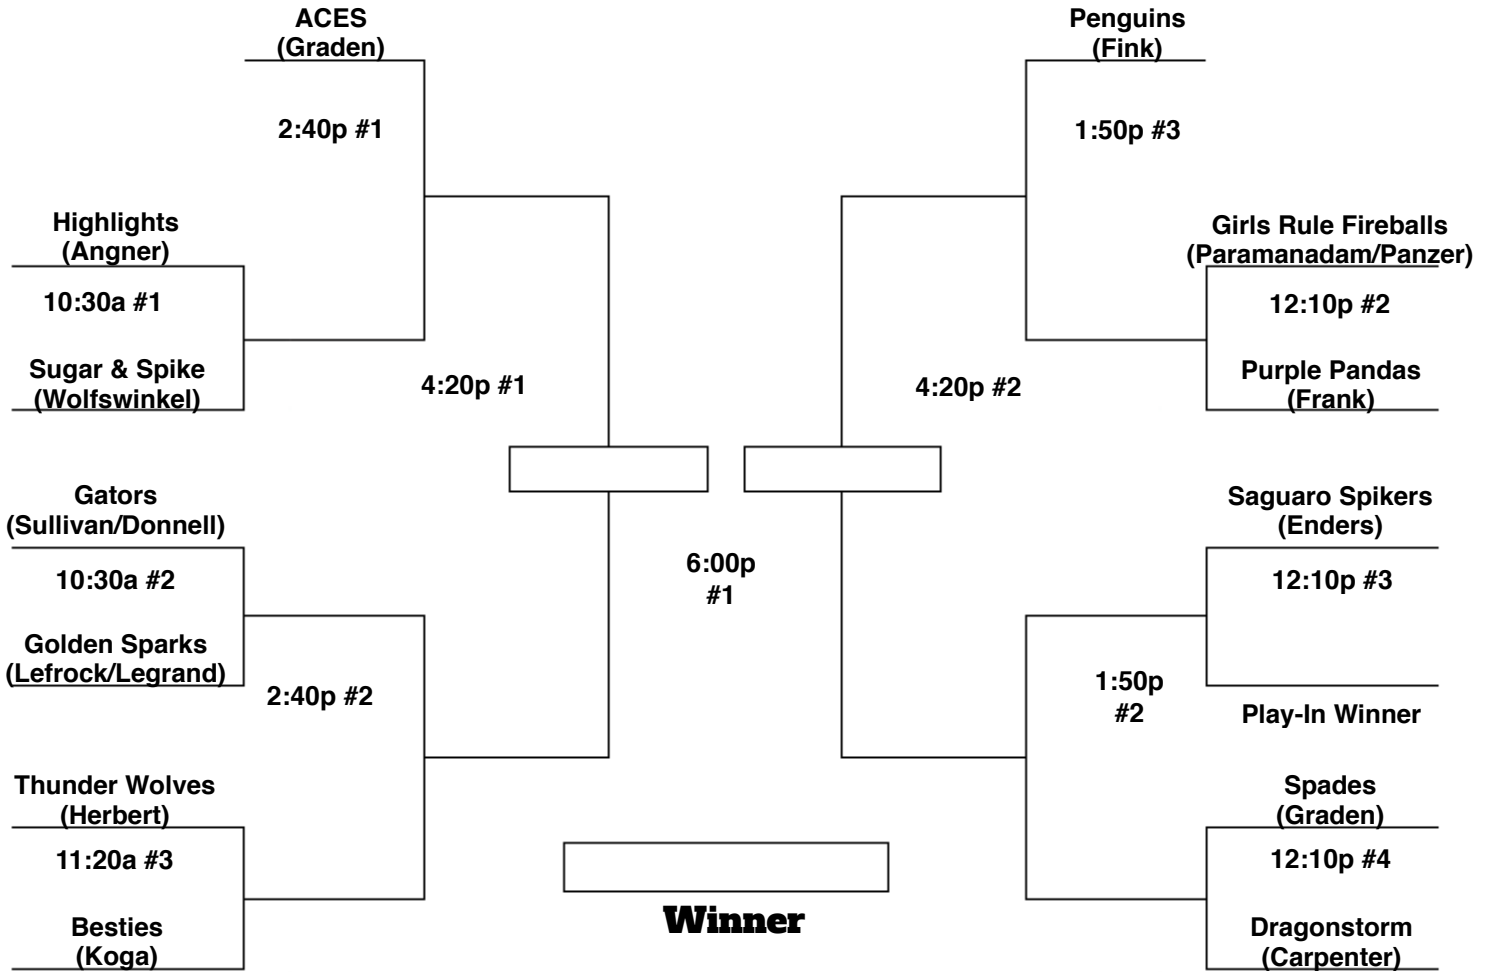 ACES
(Graden)
2:40p #1
Highlights
(Angner)
10:30a #1
Sugar & Spike
(Wolfswinkel)
4:20p #1
Gators
(Sullivan/Donnell)
10:30a #2
Golden Sparks
(Lefrock/Legrand)
2:40p #2
Thunder Wolves
(Herbert)
11:20a #3
Besties
(Koga)
6:00p
#1
Winner
Penguins
(Fink)
1:50p #3
Girls Rule Fireballs
(Paramanadam/Panzer)
12:10p #2
Purple Pandas
(Frank)
4:20p #2
Saguaro Spikers
(Enders)
12:10p #3
Play-In Winner
1:50p
#2
Spades
(Graden)
12:10p #4
Dragonstorm
(Carpenter)